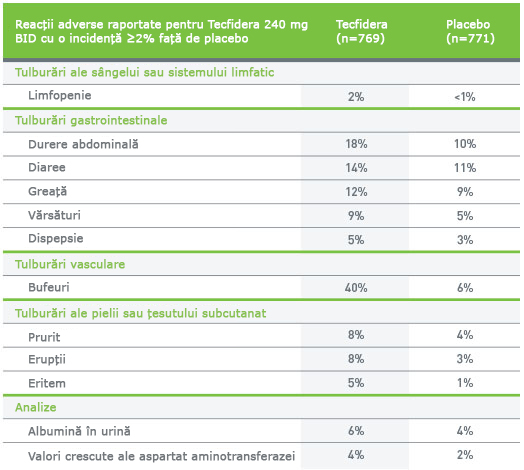 Reacții adverse raportate pentru Tecfidera 240 mg BID cu o incidență ≥2% față de placebo Tecfidera (n=769) Placebo (n=771)
Tulburări ale sângelui sau sistemului limfatic
Limfopenie 2% <1%
Tulburări gastrointestinale
Durere abdominală 18% 10%
Diaree 14% 11%
Greață 12% 9%
Vărsături 9% 5%
Dispepsie 5% 3%
Tulburări vasculare
Bufeuri 40% 6%
Tulburări ale pielii sau țesutului subcutanat
Prurit 8% 4%
Erupții 8% 3%
Eritem 5% 1%
Analize
Albumină în urină 6% 4%
Valori crescute ale aspartat aminotransferazei 4% 2%